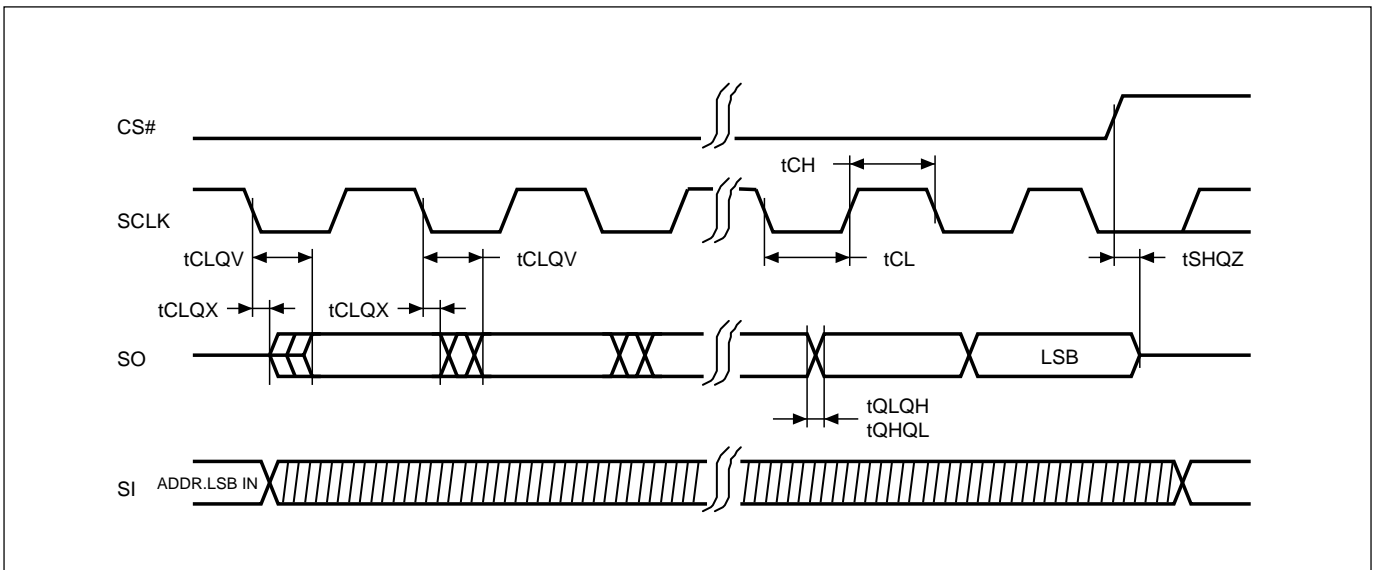 CS#
tCH
SCLK
tCLQV
tCLQV
tCL
tSHQZ
tCLQX
tCLQX
SO
LSB
tQLQH
tQHQL
SI
ADDR.LSB IN